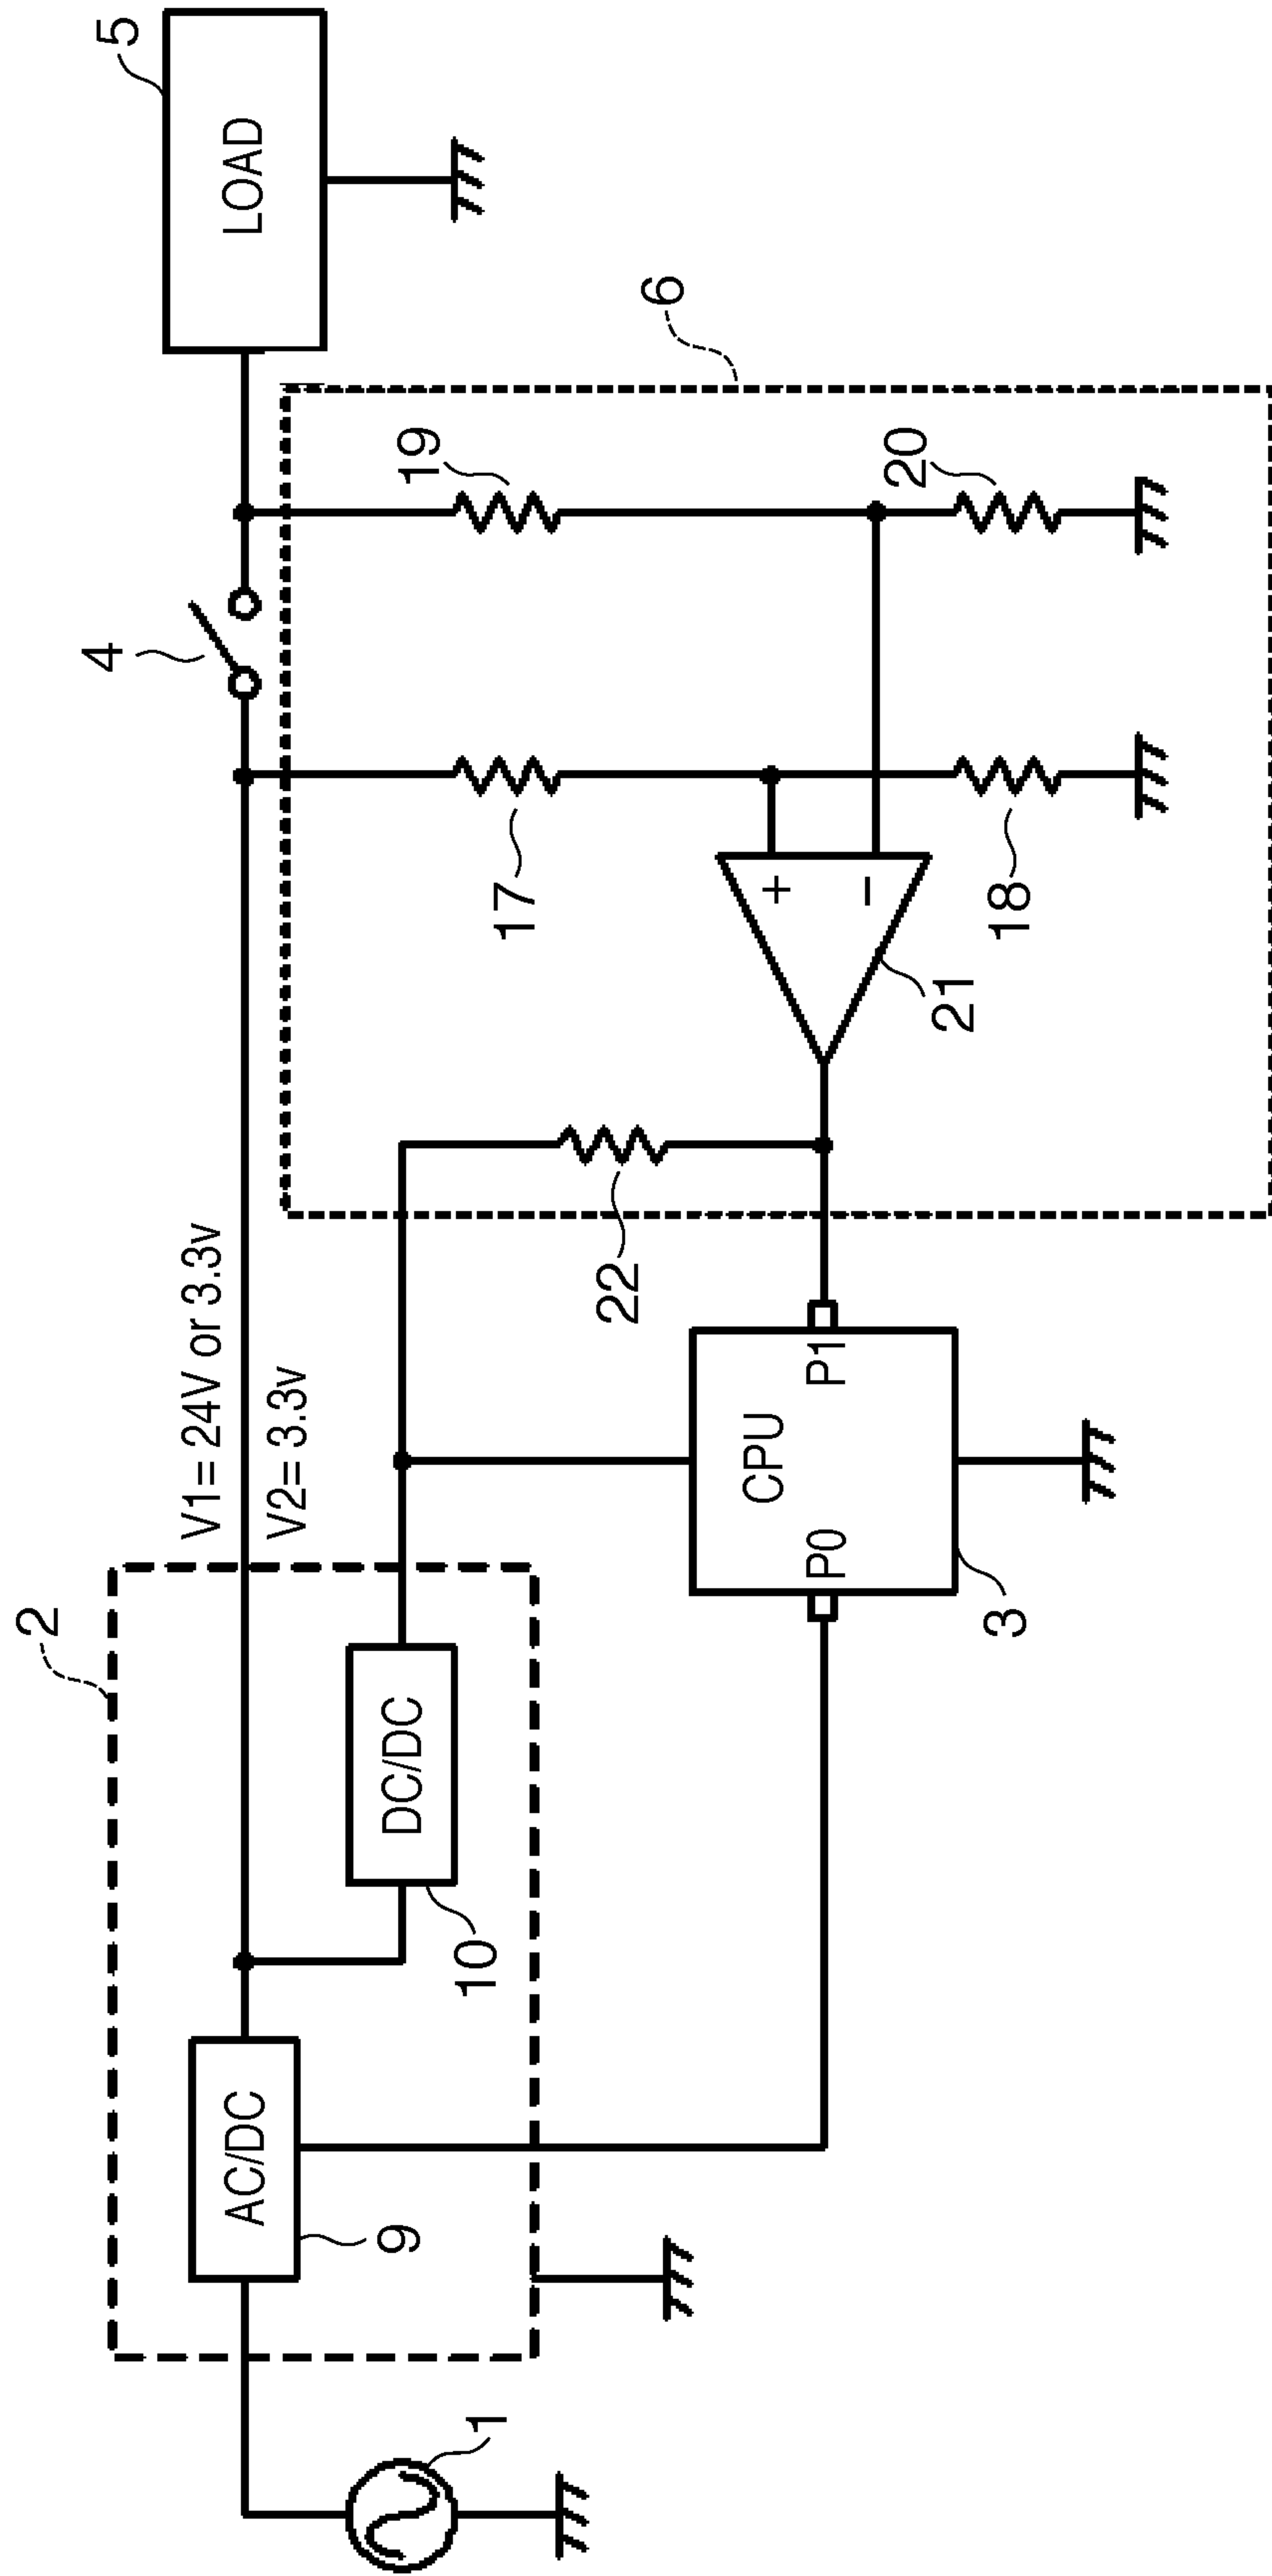 2
V1= 24V or 3.3v
4
5
LOAD
AC/DC
9
V2= 3.3v
DC/DC
10
1
6
17
19
22
+
−
21
18
20
CPU
P0
P1
3